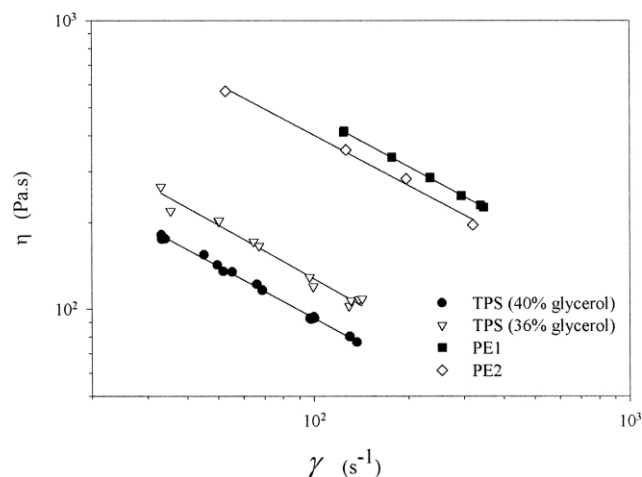 10³
η (Pa.s)
10²
TPS (40% glycerol)
TPS (36% glycerol)
PE1
PE2
10² 10³
γ (s⁻¹)